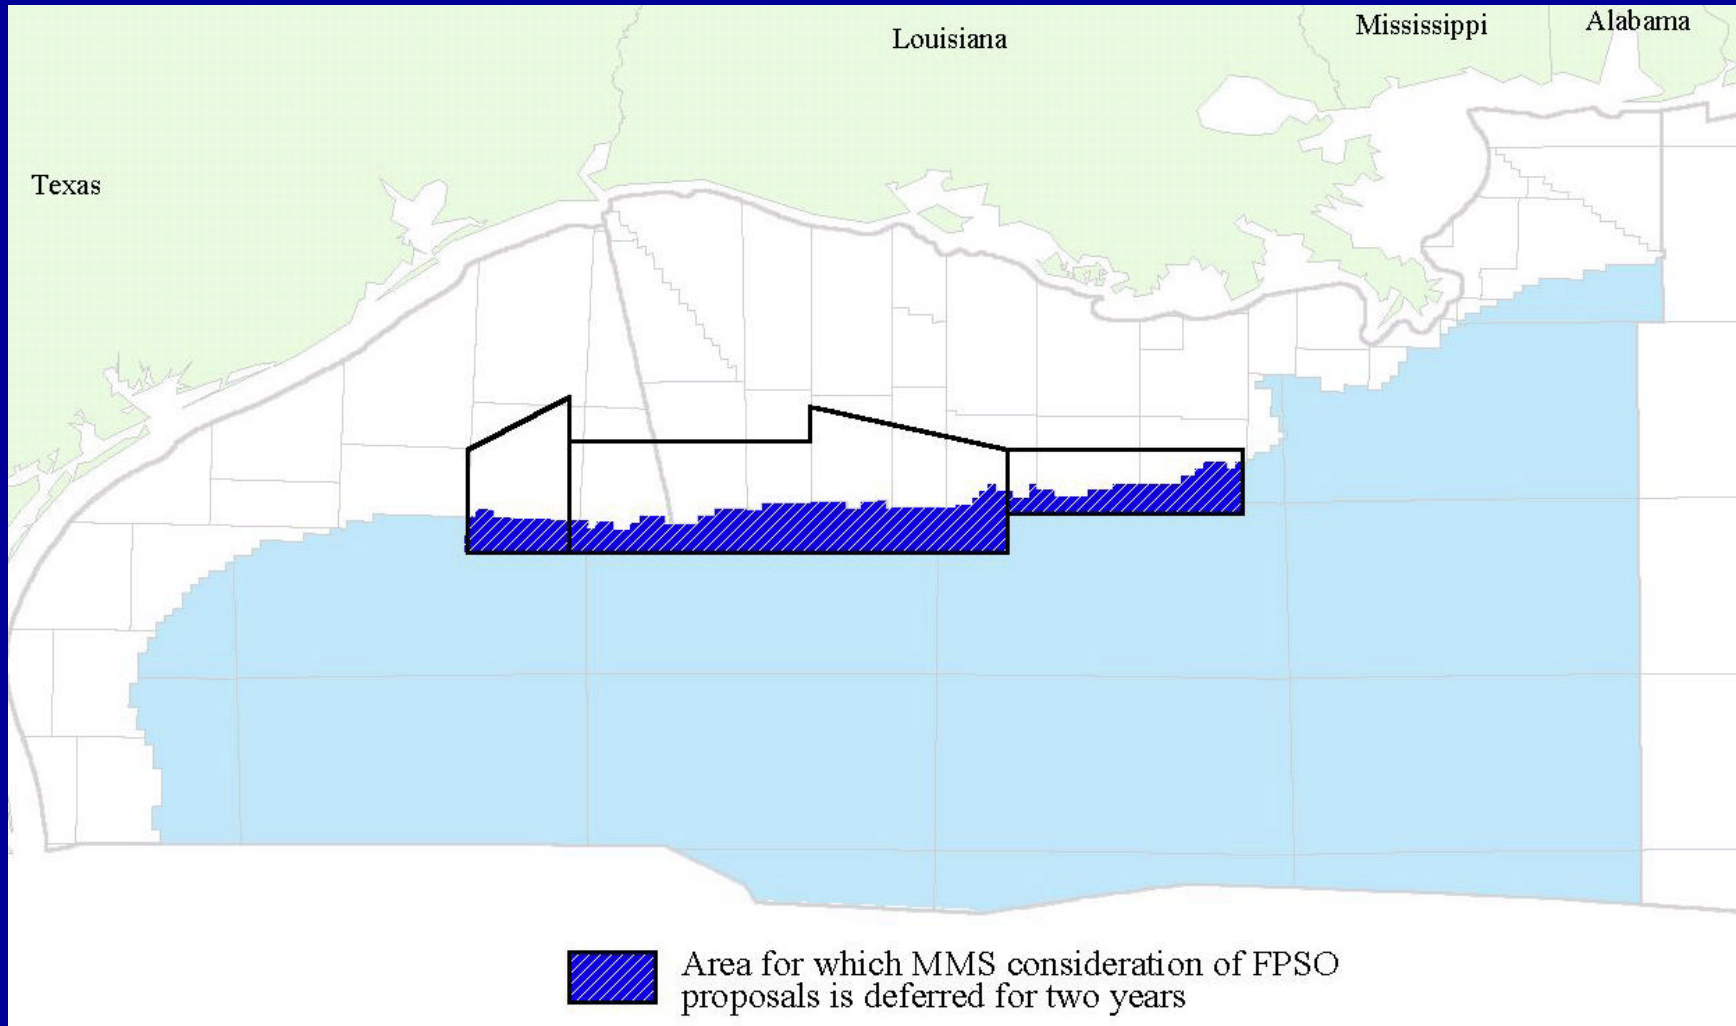 Louisiana
Mississippi
Alabama
Texas
Area for which MMS consideration of FPSO
proposals is deferred for two years